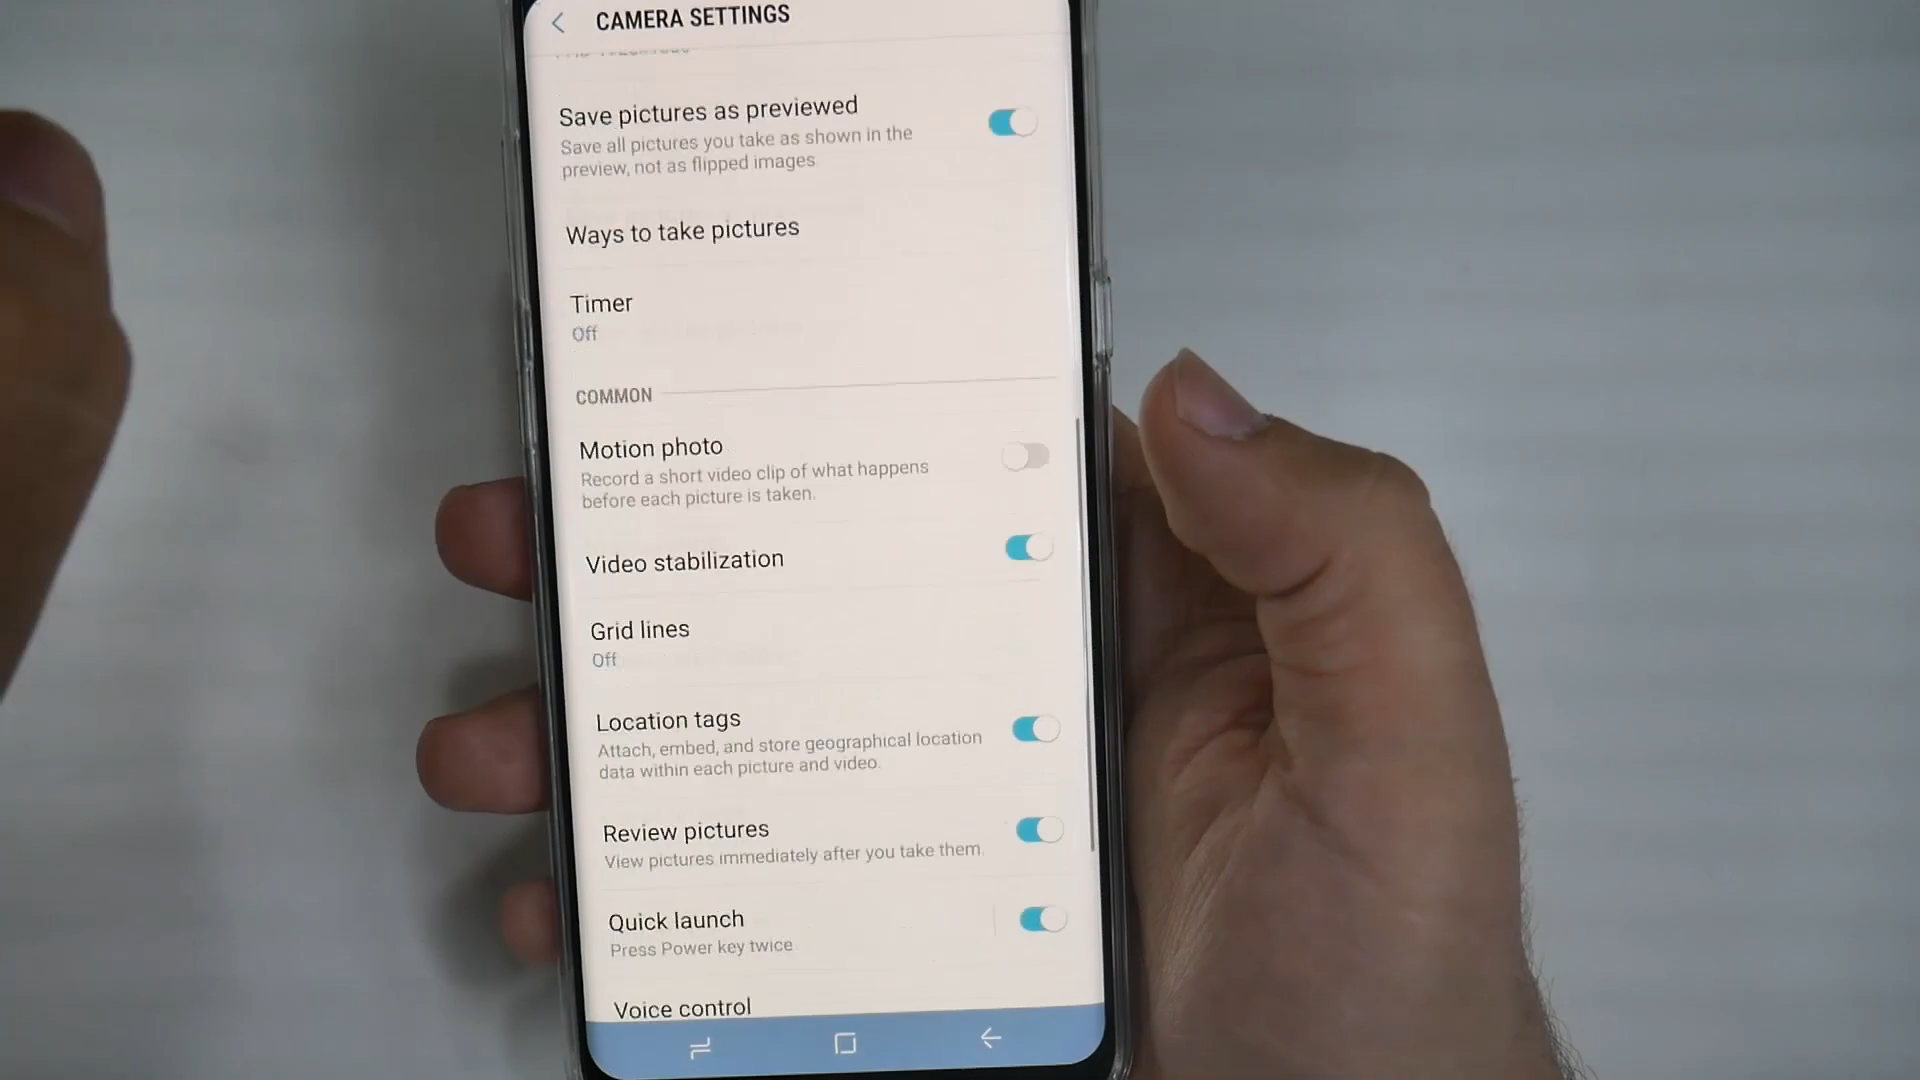 CAMERA SETTINGS
Save pictures as previewed
Save all pictures you take as shown in the
preview, not as flipped images
Ways to take pictures
Timer
Off
COMMON
Motion photo
Record a short video clip of what happens
before each picture is taken.
Video stabilization
Grid lines
Off
Location tags
Attach, embed, and store geographical location
data within each picture and video.
Review pictures
View pictures immediately after you take them.
Quick launch
Press Power key twice
Voice control